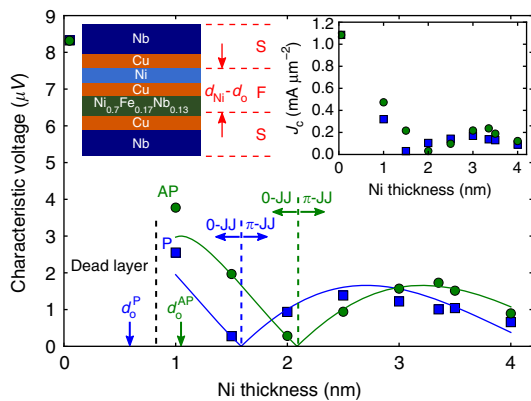 Characteristic voltage (μV)
9
8
7
6
5
4
3
2
1
0
0
1
2
3
4
Ni thickness (nm)
Nb
Cu
Ni
Cu
Ni0.7Fe0.17Nb0.13
Cu
Nb
S
dNi-do F
S
AP
P
Dead layer
doP
doAP
0-JJ π-JJ
0-JJ π-JJ
Jc (mA μm−2)
1.2
1.0
0.8
0.6
0.4
0.2
0.0
0
1
2
3
4
Ni thickness (nm)